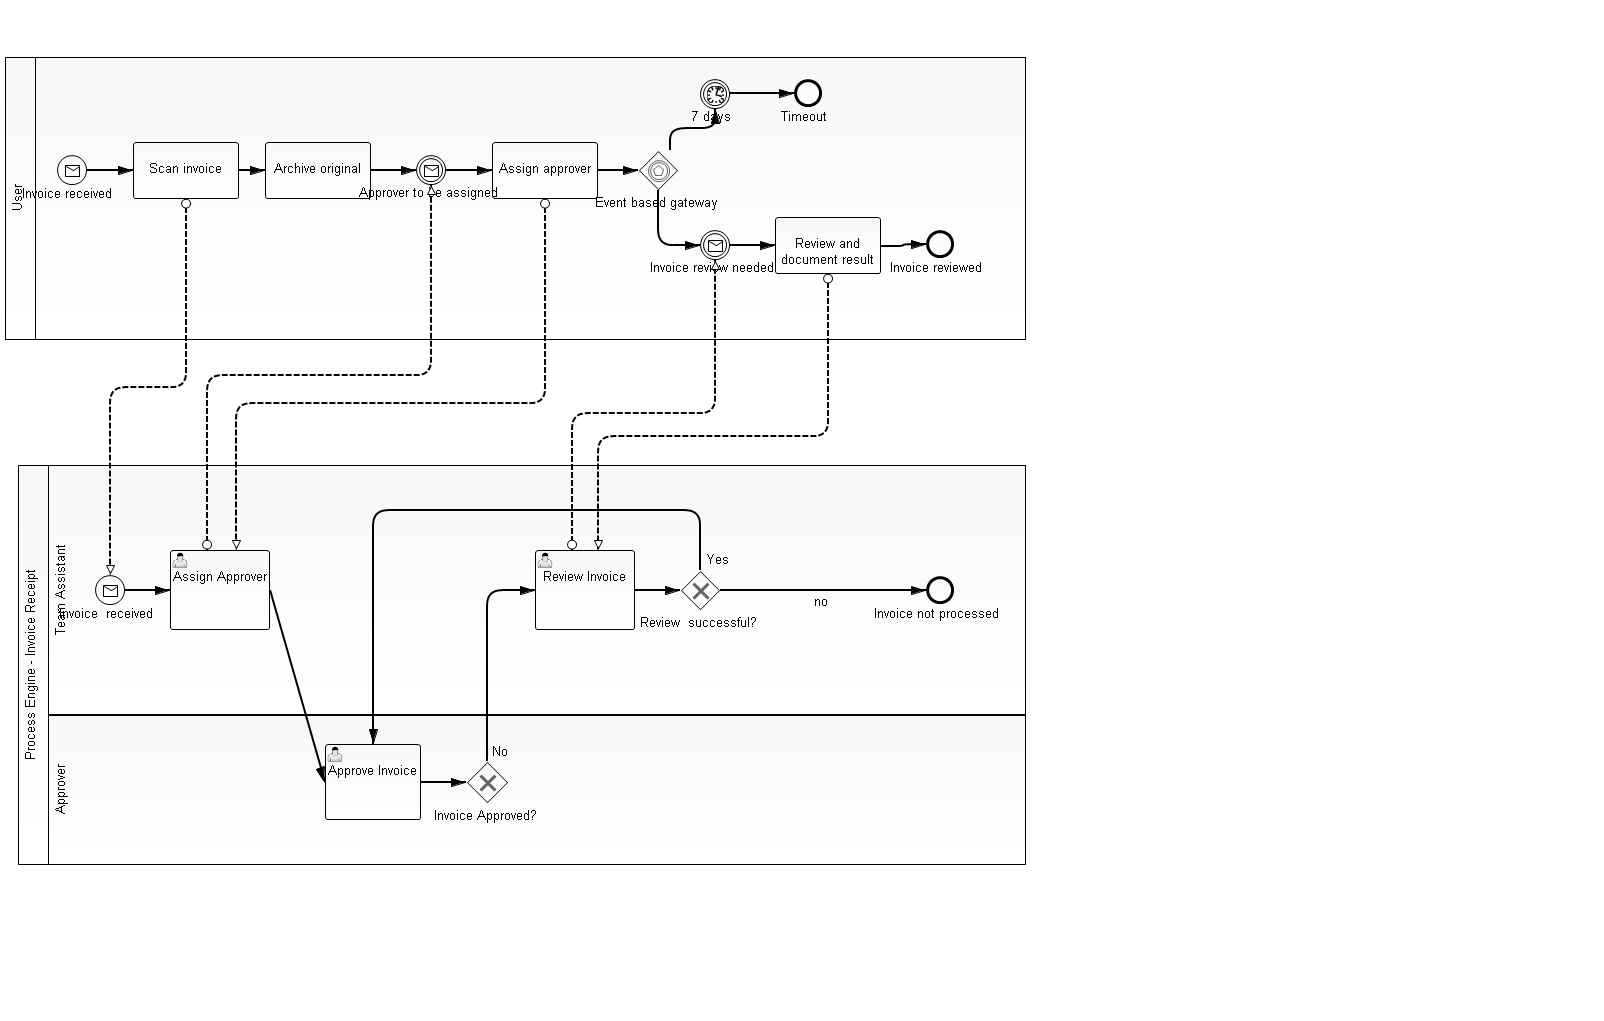 User
7 days
Timeout
Scan invoice
Archive original
Assign approver
Invoice received
Approver to be assigned
Event based gateway
Review and
document result
Invoice review needed
Invoice reviewed
Process Engine - Invoice Receipt
Team Assistant
Yes
Assign Approver
Review Invoice
no
Invoice  received
Review  successful?
Invoice not processed
Approver
No
Approve Invoice
Invoice Approved?